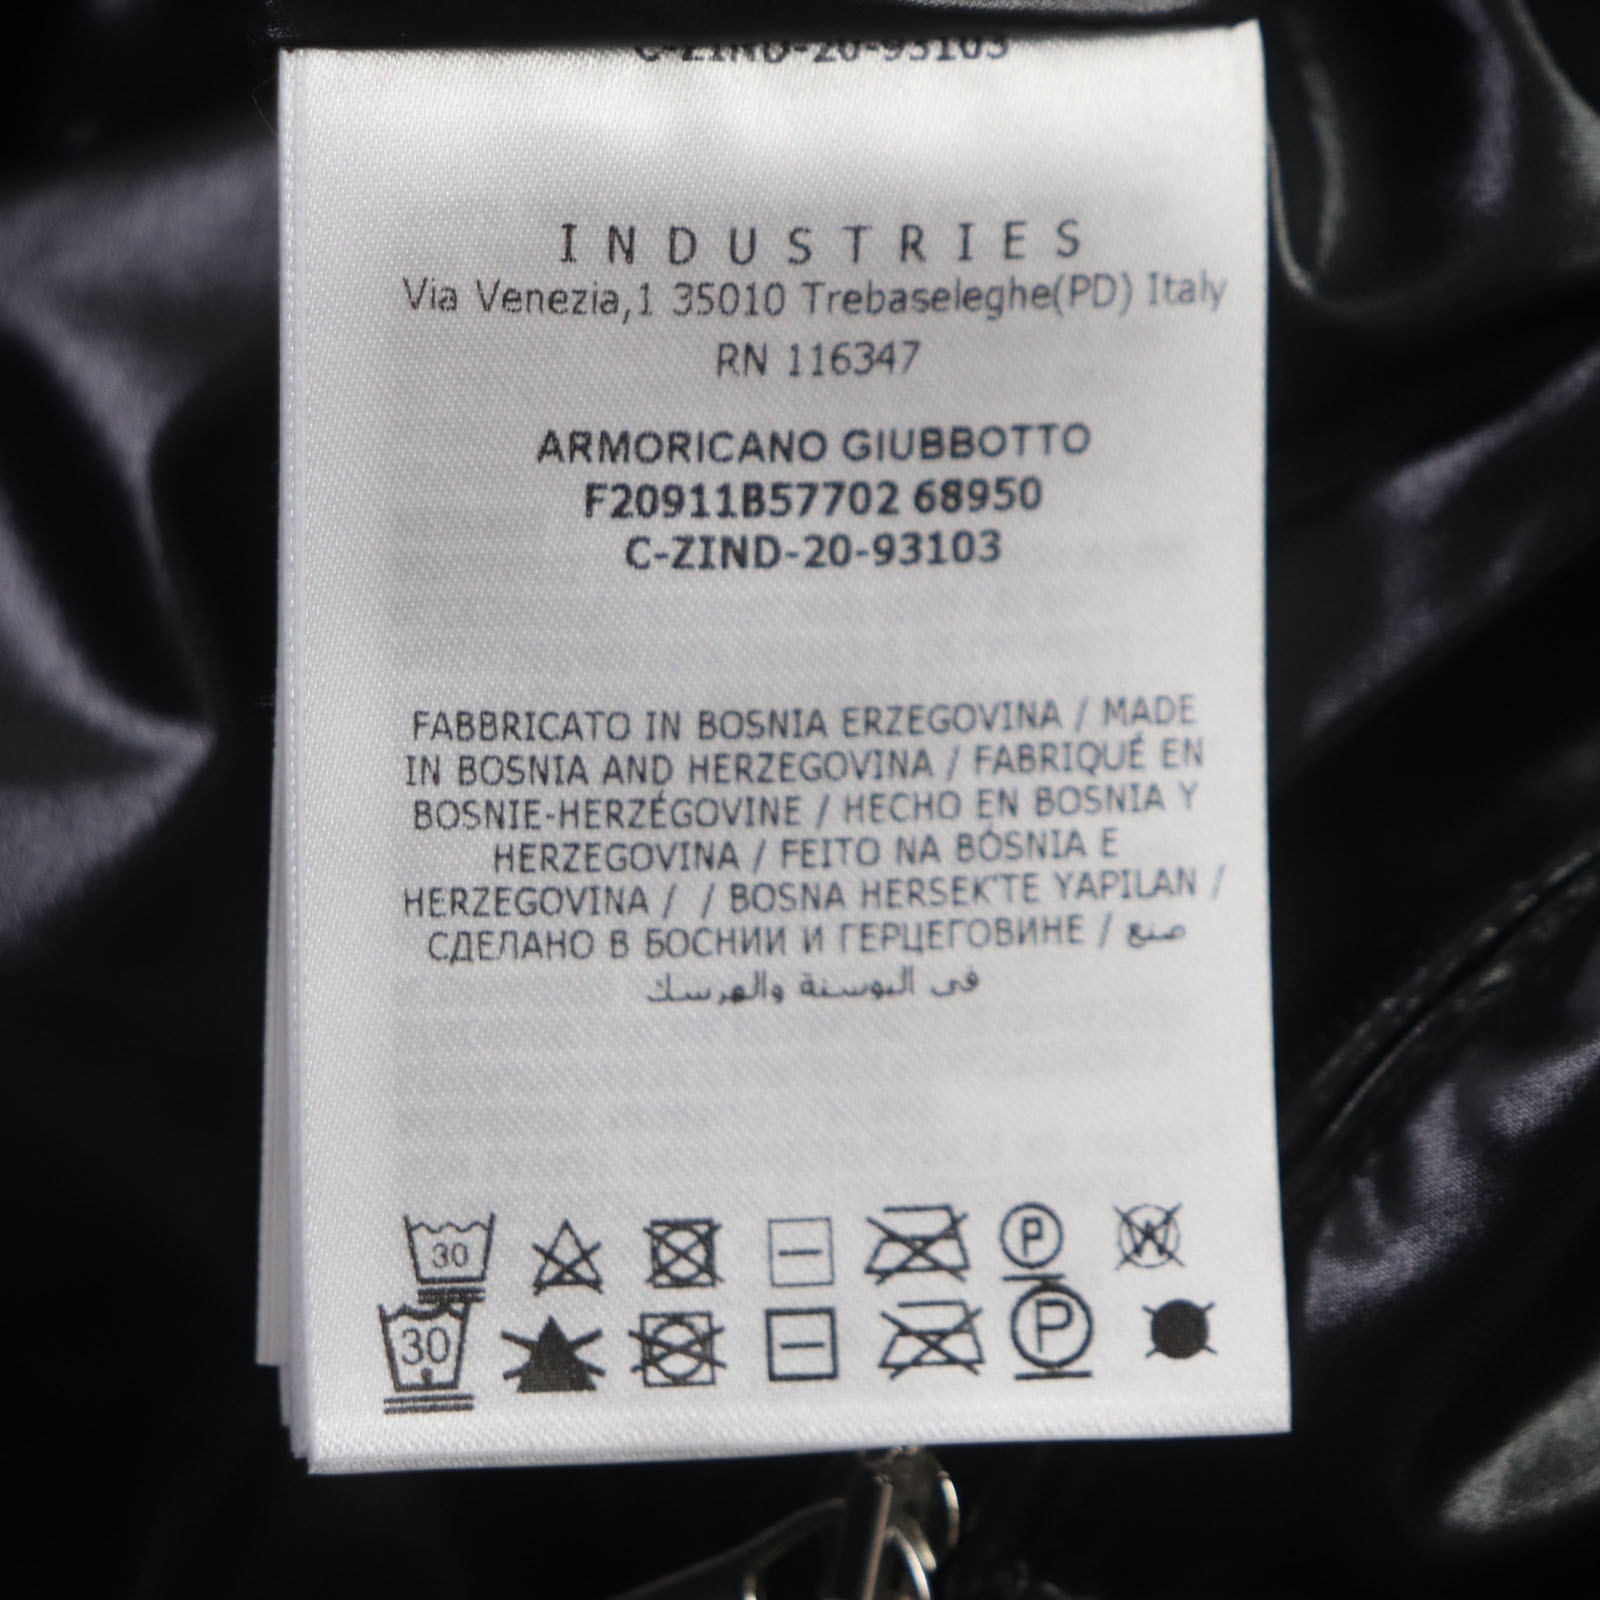 C-ZIND-20-93103
INDUSTRIES
Via Venezia,1 35010 Trebaseleghe(PD) Italy
RN 116347
ARMORICANO GIUBBOTTO
F20911B57702 68950
C-ZIND-20-93103
FABBRICATO IN BOSNIA ERZEGOVINA / MADE
IN BOSNIA AND HERZEGOVINA / FABRIQUÉ EN
BOSNIE-HERZÉGOVINE / HECHO EN BOSNIA Y
HERZEGOVINA / FEITO NA BÓSNIA E
HERZEGOVINA / / BOSNA HERSEK'TE YAPILAN /
СДЕЛАНО В БОСНИИ И ГЕРЦЕГОВИНЕ / صنع
فى البوسنة والهرسك
30 P W
30 P